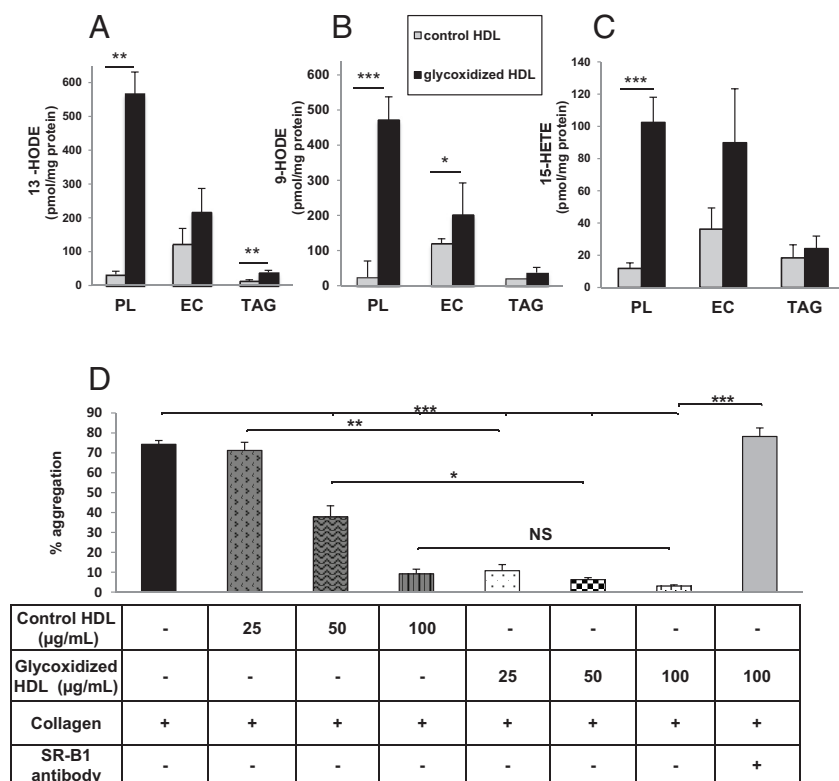 A
B
C
control HDL
glycoxidized HDL
13 -HODE
(pmol/mg protein)
600
500
400
300
200
100
0
**
**
PL EC TAG
9-HODE
(pmol/mg protein)
600
500
400
300
200
100
0
***
*
PL EC TAG
15-HETE
(pmol/mg protein)
140
120
100
80
60
40
20
0
***
PL EC TAG
D
% aggregation
90
80
70
60
50
40
30
20
10
0
***
***
**
*
NS
Control HDL
(µg/mL)
- 25 50 100 - - - -
Glycoxidized
HDL (µg/mL)
- - - - 25 50 100 100
Collagen + + + + + + + +
SR-B1
antibody
- - - - - - - +